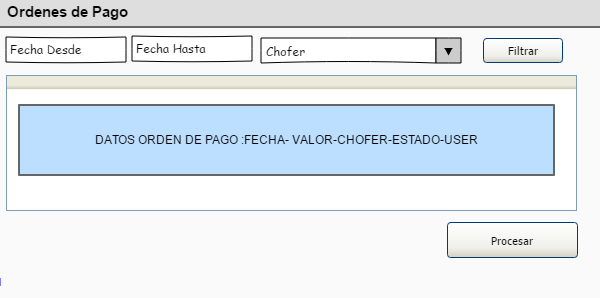 Ordenes de Pago
Fecha Desde
Fecha Hasta
Chofer
Filtrar
DATOS ORDEN DE PAGO :FECHA- VALOR-CHOFER-ESTADO-USER
Procesar